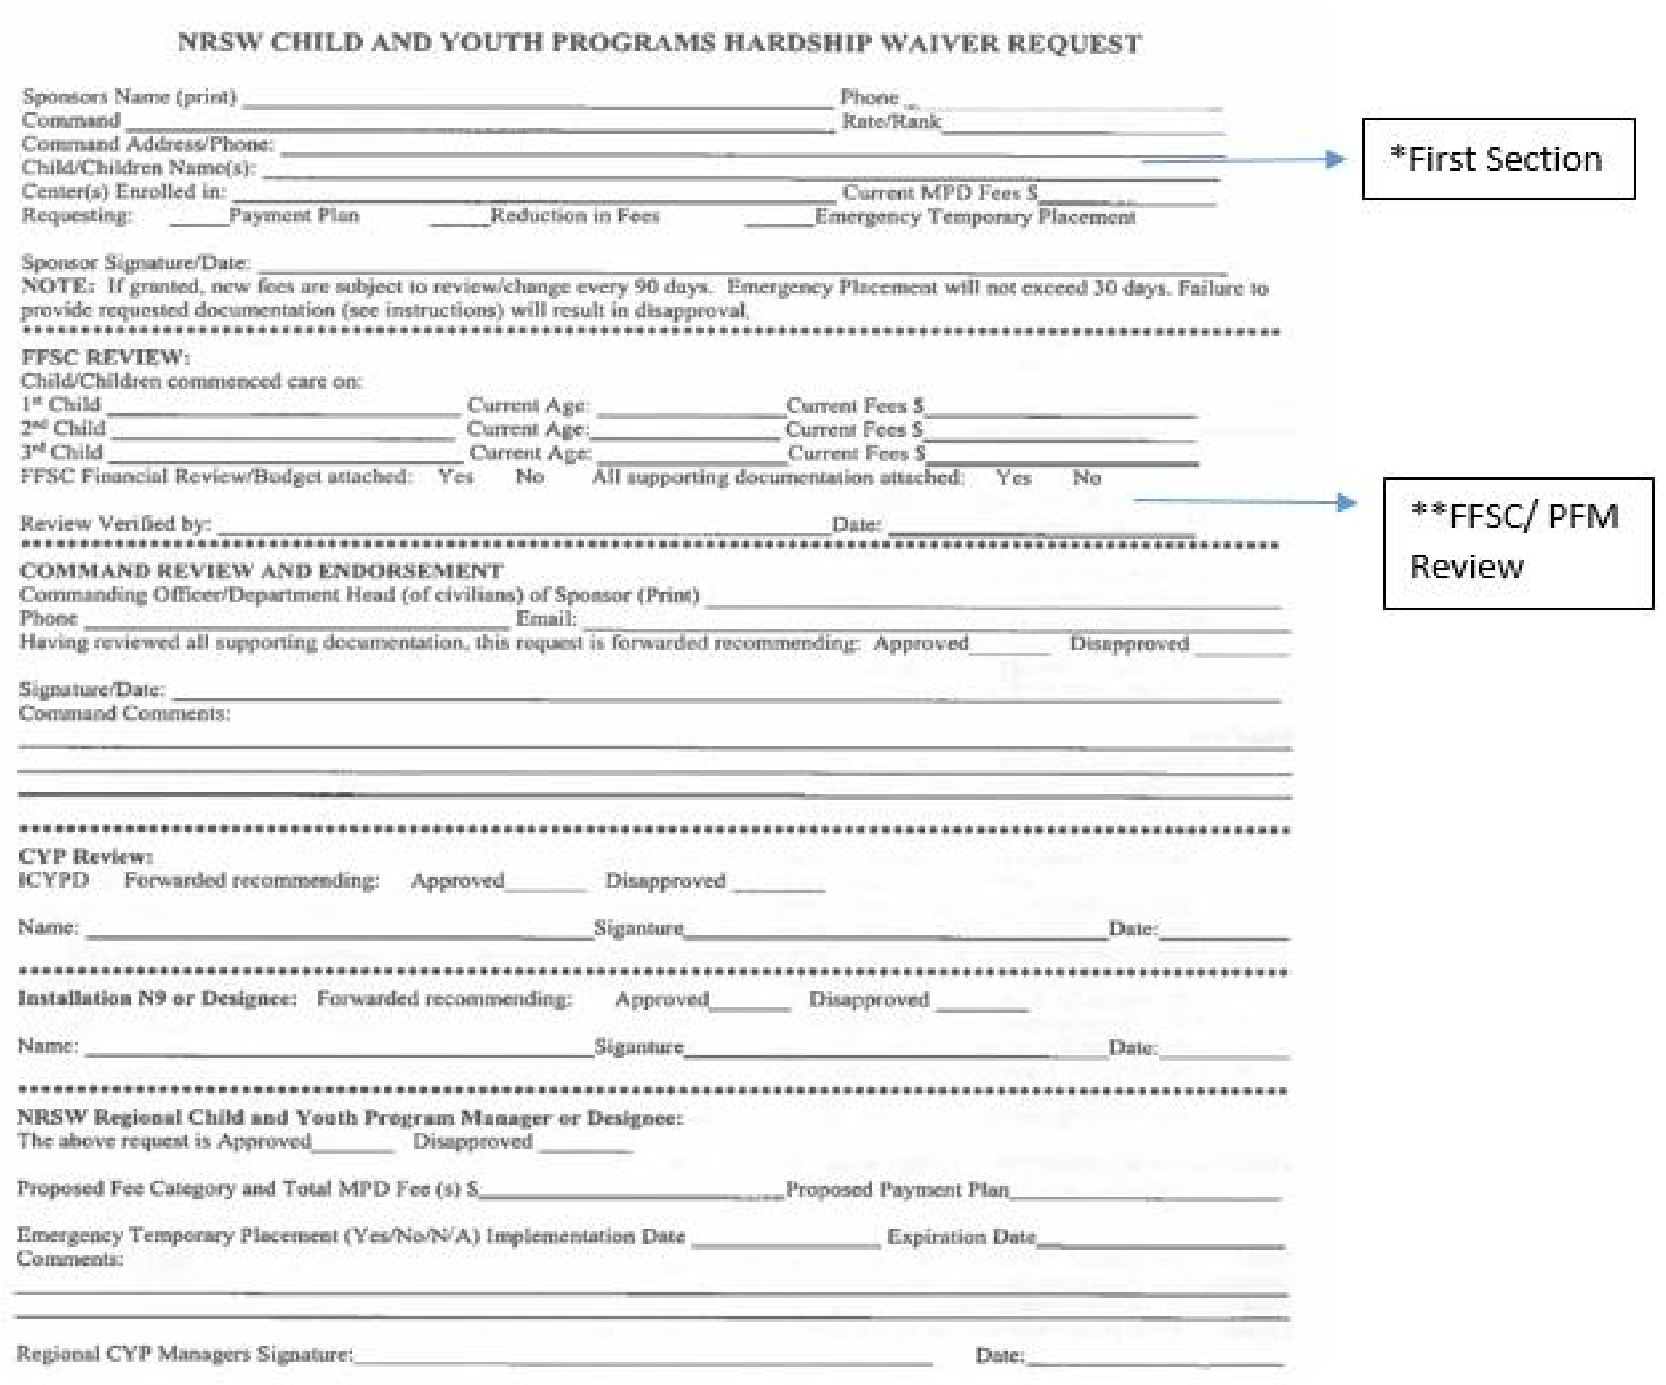 NRSW CHILD AND YOUTH PROGRAMS HARDSHIP WAIVER REQUEST
Sponsors Name (print) Phone
Command Rate/Rank
Command Address/Phone:
Child/Children Name(s):
*First Section
Center(s) Enrolled in: Current MPD Fees $
Requesting: Payment Plan Reduction in Fees Emergency Temporary Placement
Sponsor Signature/Date:
NOTE: If granted, new fees are subject to review/change every 90 days. Emergency Placement will not exceed 30 days. Failure to
provide requested documentation (see instructions) will result in disapproval.
FFSC REVIEW:
Child/Children commenced care on:
1st Child Current Age: Current Fees $
2nd Child Current Age: Current Fees $
3rd Child Current Age: Current Fees $
FFSC Financial Review/Budget attached: Yes No All supporting documentation attached: Yes No
**FFSC/ PFM
Review
Review Verified by: Date:
COMMAND REVIEW AND ENDORSEMENT
Commanding Officer/Department Head (of civilians) of Sponsor (Print)
Phone Email:
Having reviewed all supporting documentation, this request is forwarded recommending: Approved Disapproved
Signature/Date:
Command Comments:
CYP Review:
ICYPD Forwarded recommending: Approved Disapproved
Name: Siganture Date:
Installation N9 or Designee: Forwarded recommending: Approved Disapproved
Name: Siganture Date:
NRSW Regional Child and Youth Program Manager or Designee:
The above request is Approved Disapproved
Proposed Fee Category and Total MPD Fee (s) $ Proposed Payment Plan
Emergency Temporary Placement (Yes/No/N/A) Implementation Date Expiration Date
Comments:
Regional CYP Managers Signature: Date: